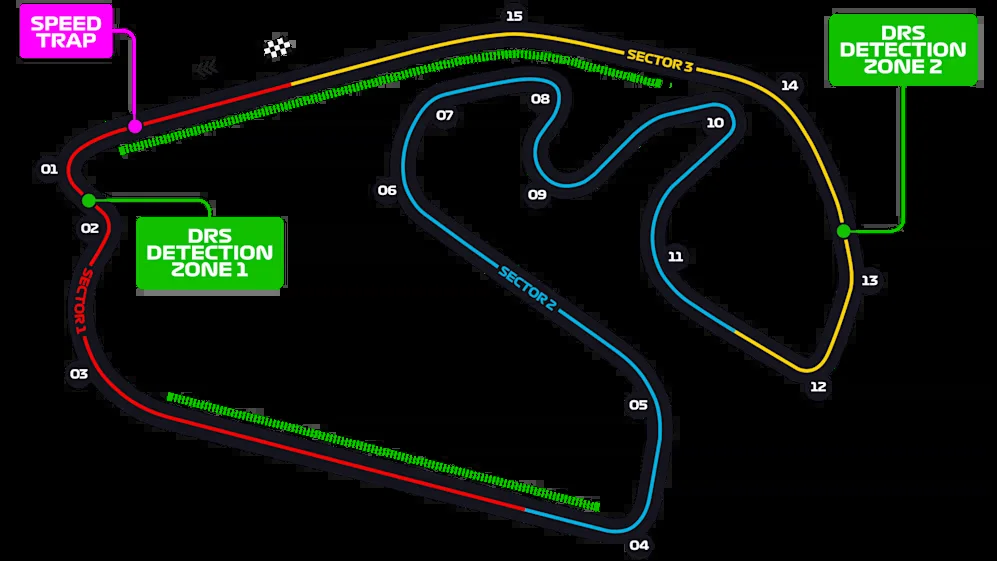 SPEED
TRAP
15
DRS
DETECTION
ZONE 2
SECTOR 3
14
08
07
10
01
06
09
02
DRS
DETECTION
ZONE 1
11
13
SECTOR 2
SECTOR 1
03
12
05
04